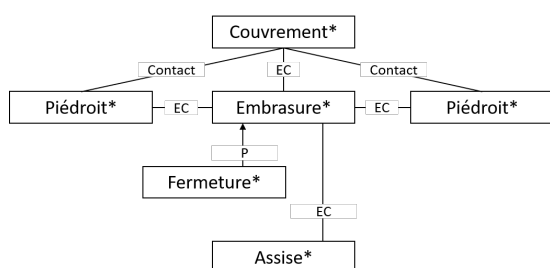 Couvrement*
Contact
EC
Contact
Piédroit*
EC
Embrasure*
EC
Piédroit*
P
Fermeture*
EC
Assise*